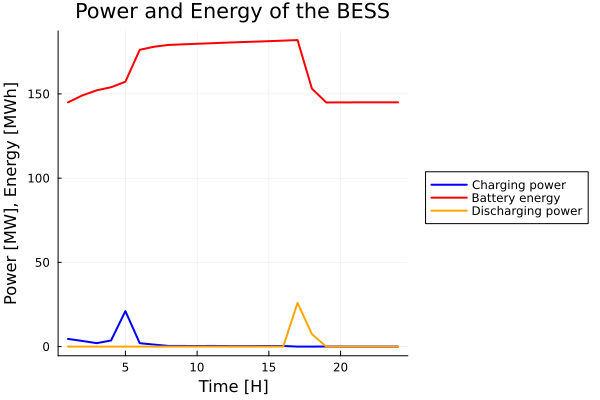 Power and Energy of the BESS
Power [MW], Energy [MWh]
150
100
50
0
5
10
15
20
Time [H]
Charging power
Battery energy
Discharging power